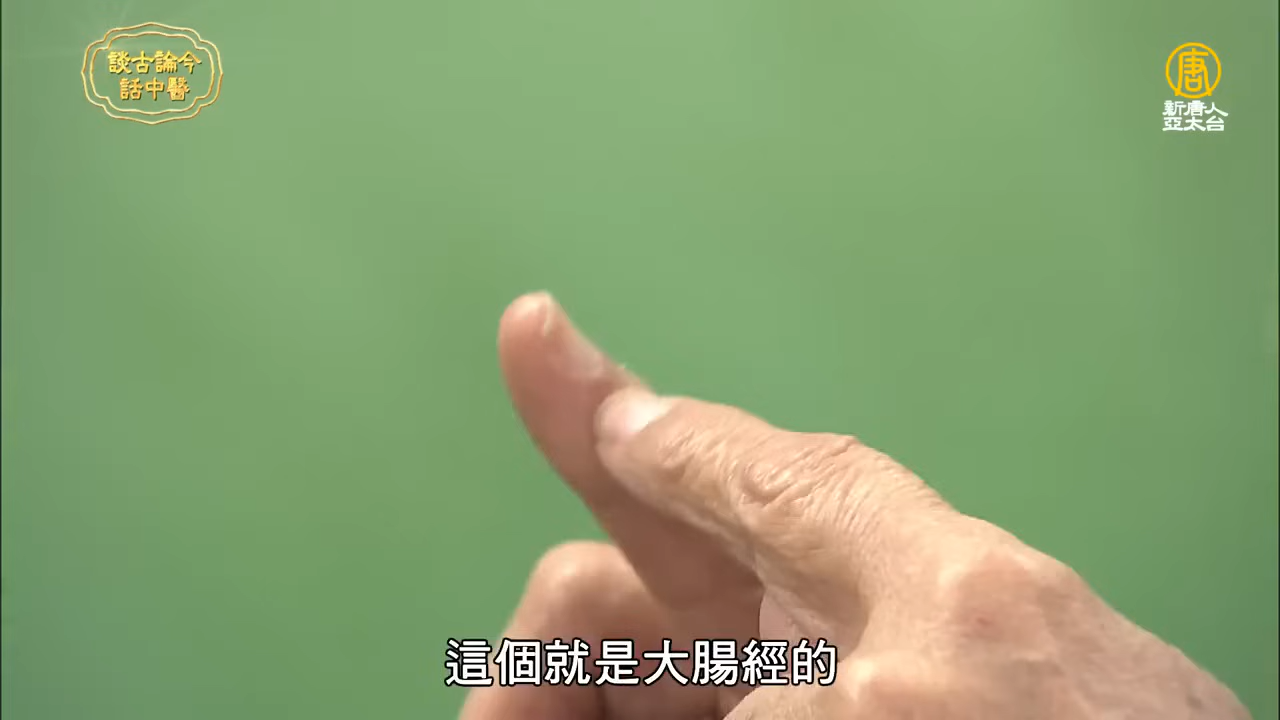 談古論今
話中醫
唐
新唐人
亞太台
這個就是大腸經的